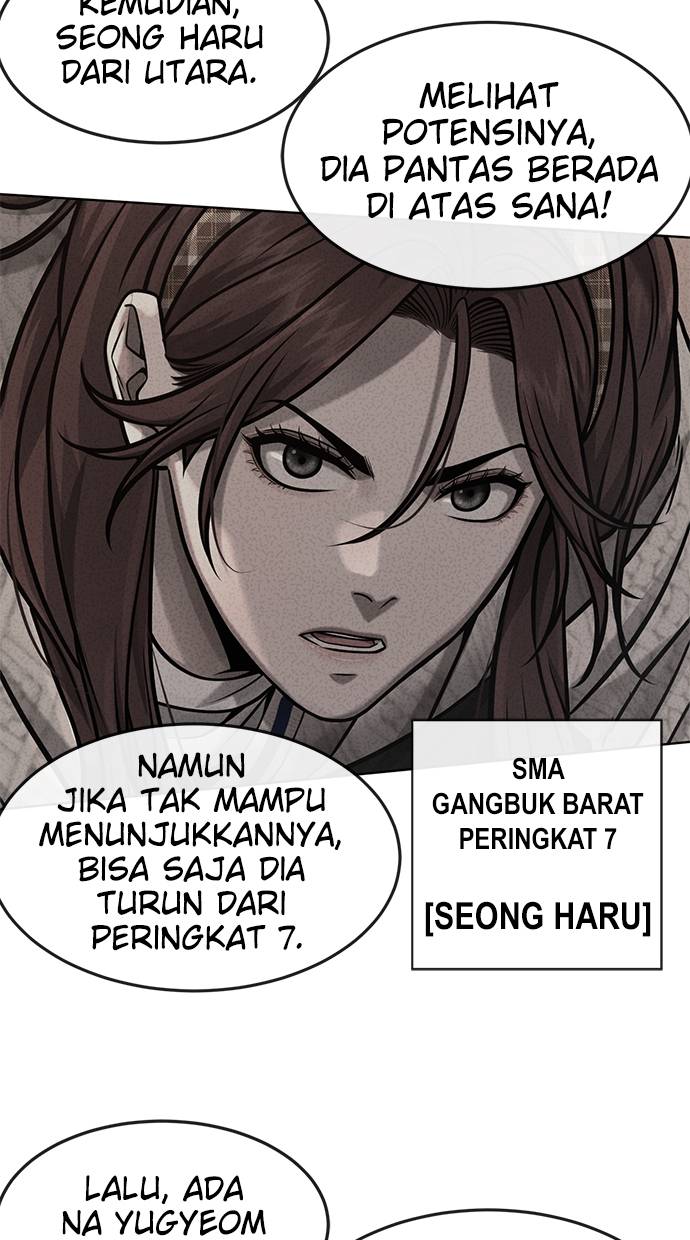 KEMUDIAN,
SEONG HARU
DARI UTARA.
MELIHAT
POTENSINYA,
DIA PANTAS BERADA
DI ATAS SANA!
NAMUN
JIKA TAK MAMPU
MENUNJUKKANNYA,
BISA SAJA DIA
TURUN DARI
PERINGKAT 7.
SMA
GANGBUK BARAT
PERINGKAT 7
[SEONG HARU]
LALU, ADA
NA YUGYEOM